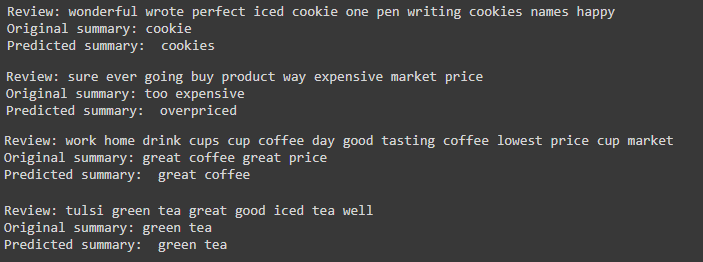 Review: wonderful wrote perfect iced cookie one pen writing cookies names happy
Original summary: cookie
Predicted summary:  cookies
Review: sure ever going buy product way expensive market price
Original summary: too expensive
Predicted summary:  overpriced
Review: work home drink cups cup coffee day good tasting coffee lowest price cup market
Original summary: great coffee great price
Predicted summary:  great coffee
Review: tulsi green tea great good iced tea well
Original summary: green tea
Predicted summary:  green tea